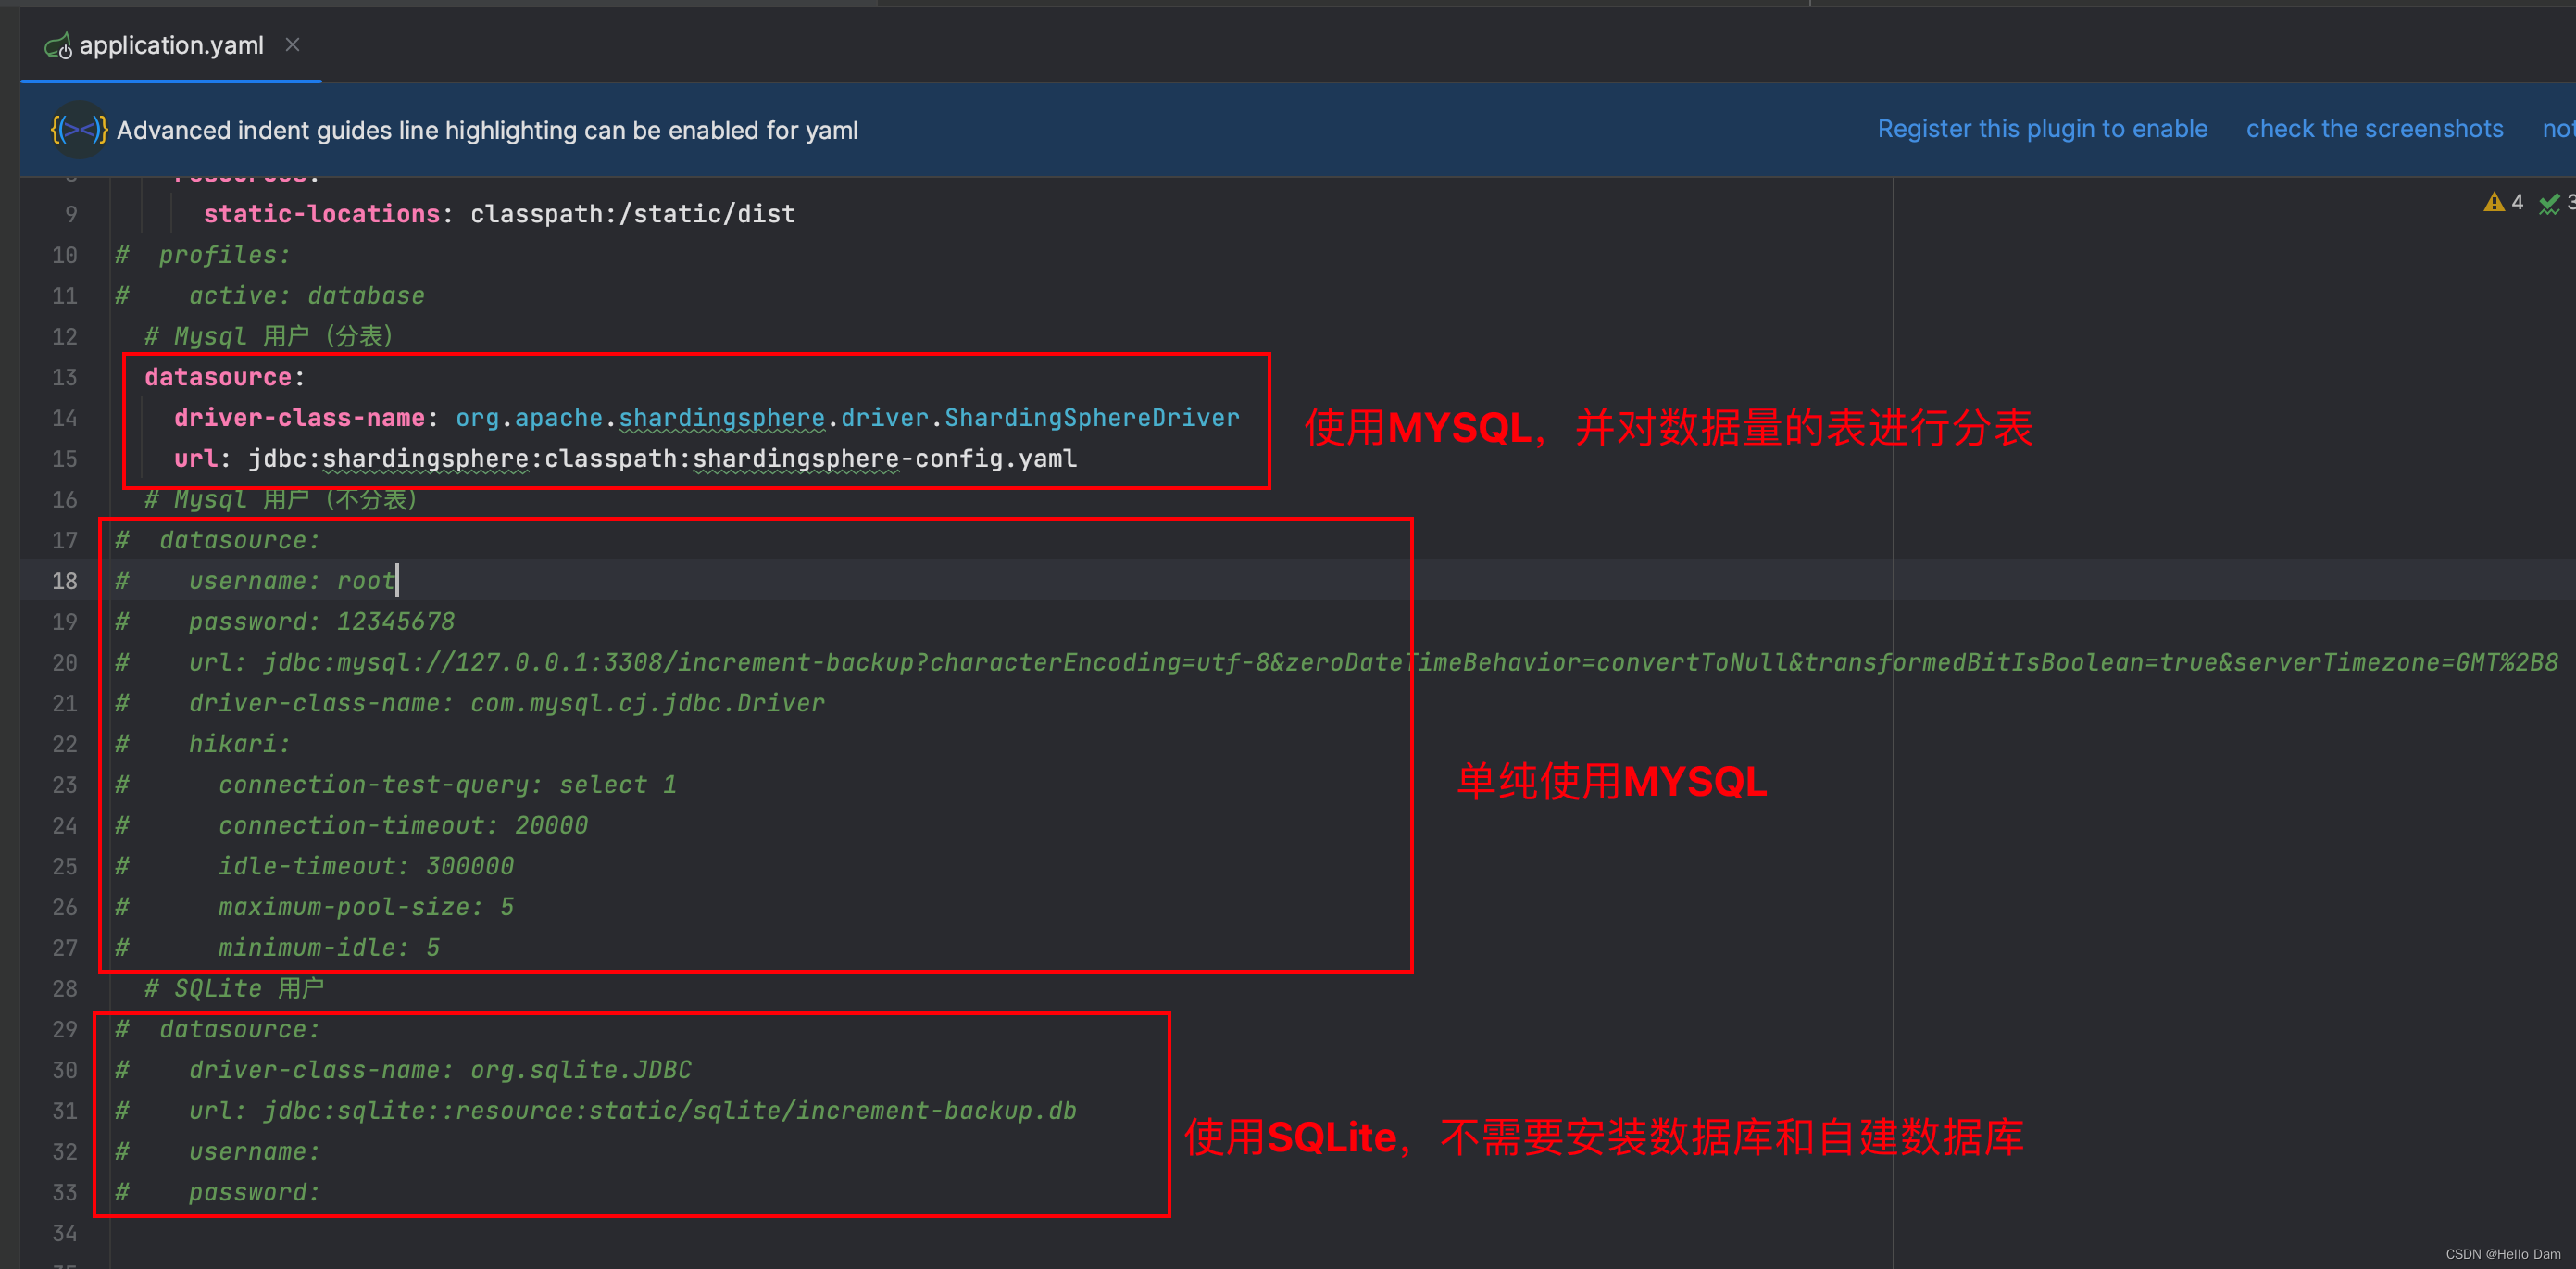 application.yaml
Advanced indent guides line highlighting can be enabled for yaml
Register this plugin to enable check the screenshots
9 static-locations: classpath:/static/dist
4 3
10 # profiles:
11 # active: database
12 # Mysql 用户（分表）
13 datasource:
14 driver-class-name: org.apache.shardingsphere.driver.ShardingSphereDriver
使用MYSQL，并对数据量的表进行分表
15 url: jdbc:shardingsphere:classpath:shardingsphere-config.yaml
16 # Mysql 用户（不分表）
17 # datasource:
18 # username: root
19 # password: 12345678
20 # url: jdbc:mysql://127.0.0.1:3308/increment-backup?characterEncoding=utf-8&zeroDateTimeBehavior=convertToNull&transformedBitIsBoolean=true&serverTimezone=GMT%2B8
21 # driver-class-name: com.mysql.cj.jdbc.Driver
22 # hikari:
23 # connection-test-query: select 1
单纯使用MYSQL
24 # connection-timeout: 20000
25 # idle-timeout: 300000
26 # maximum-pool-size: 5
27 # minimum-idle: 5
28 # SQLite 用户
29 # datasource:
30 # driver-class-name: org.sqlite.JDBC
31 # url: jdbc:sqlite::resource:static/sqlite/increment-backup.db
使用SQLite，不需要安装数据库和自建数据库
32 # username:
33 # password:
34
CSDN @Hello Dam